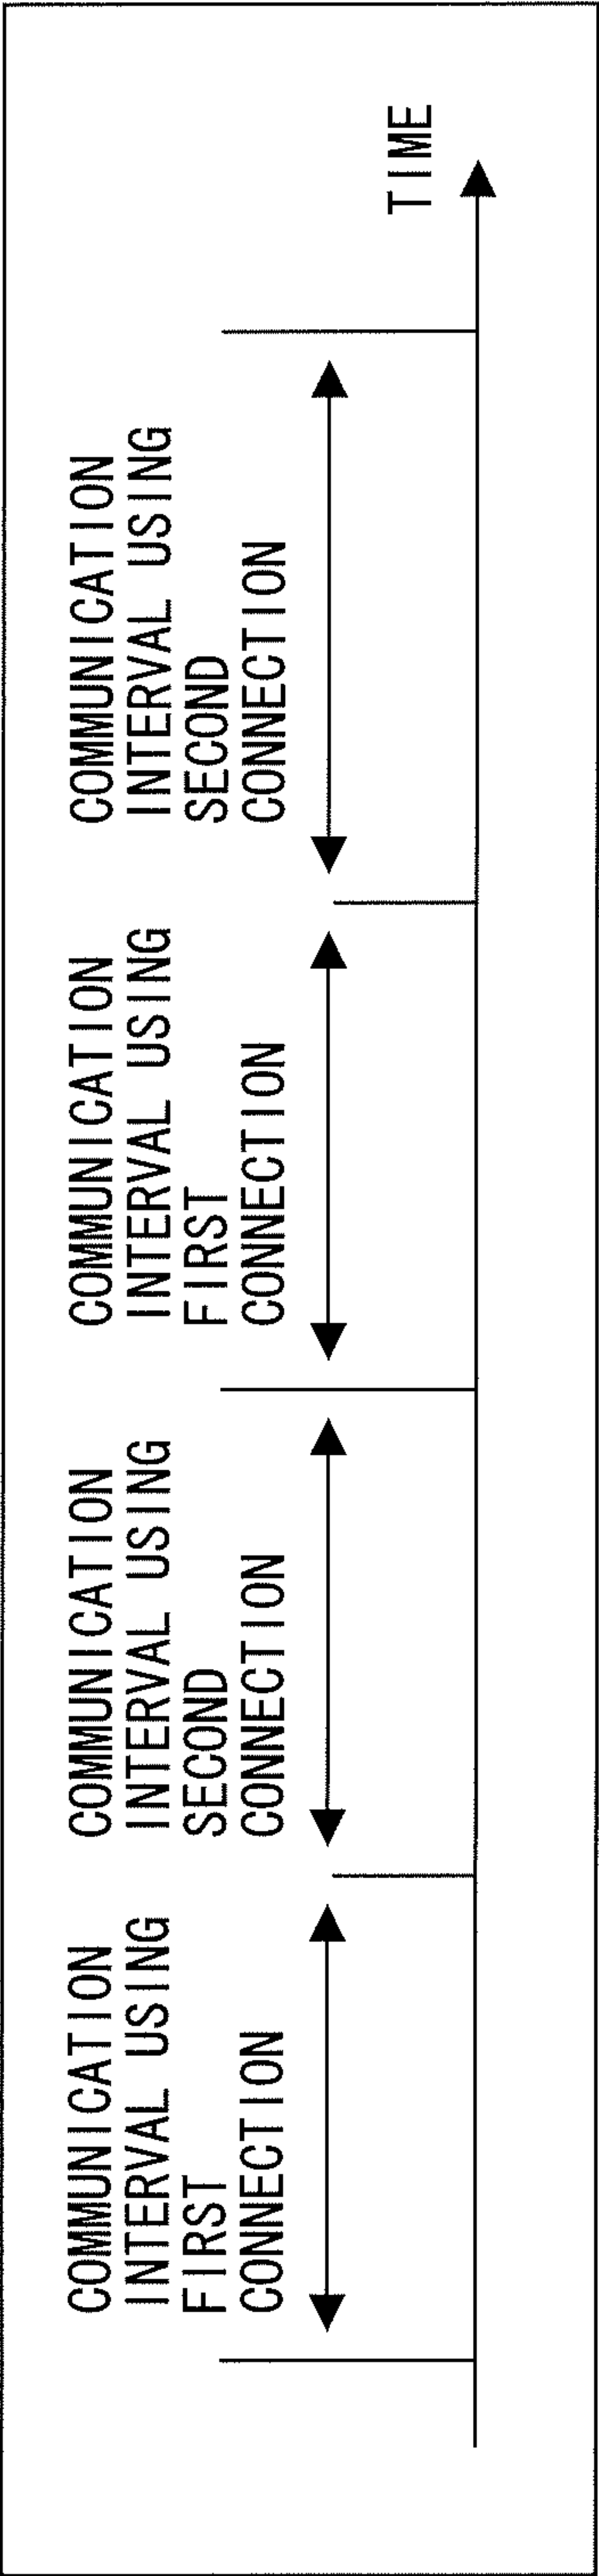 COMMUNICATION
INTERVAL USING
FIRST
CONNECTION
COMMUNICATION
INTERVAL USING
SECOND
CONNECTION
COMMUNICATION
INTERVAL USING
FIRST
CONNECTION
COMMUNICATION
INTERVAL USING
SECOND
CONNECTION
TIME